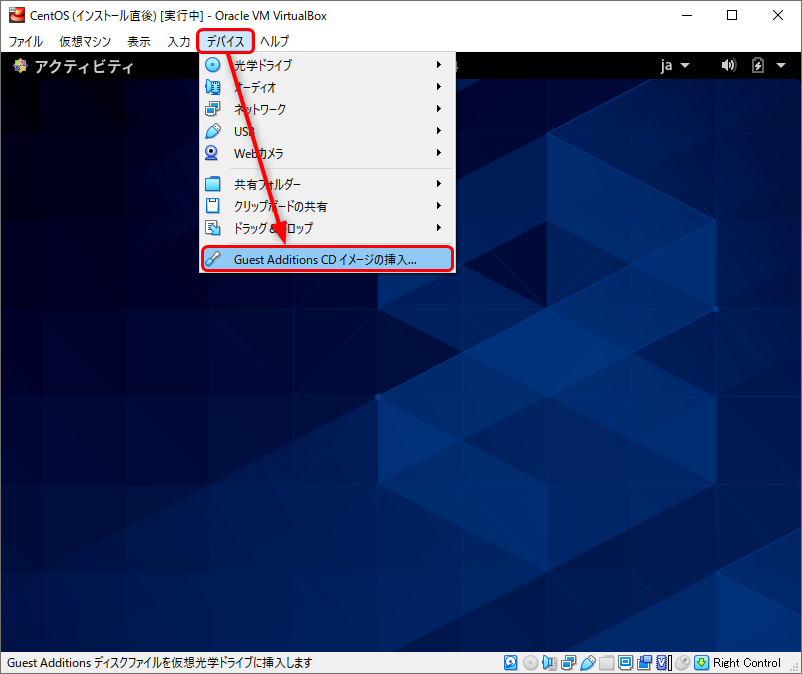 CentOS (インストール直後) [実行中] - Oracle VM VirtualBox
ファイル 仮想マシン 表示 入力 デバイス ヘルプ
アクティビティ ja
光学ドライブ
オーディオ
ネットワーク
USB
Webカメラ
共有フォルダー
クリップボードの共有
ドラッグ&ドロップ
Guest Additions CD イメージの挿入...
Guest Additions ディスクファイルを仮想光学ドライブに挿入します Right Control